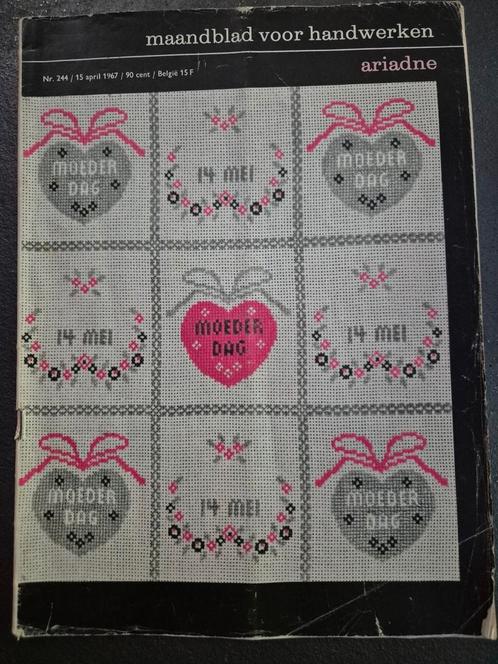 maandblad voor handwerken
ariadne
Nr. 244 / 15 april 1967 / 90 cent / België 15 F
MOEDER
DAG
14 MEI
MOEDER
DAG
14 MEI
MOEDER
DAG
14 MEI
MOEDER
DAG
14 MEI
MOEDER
DAG